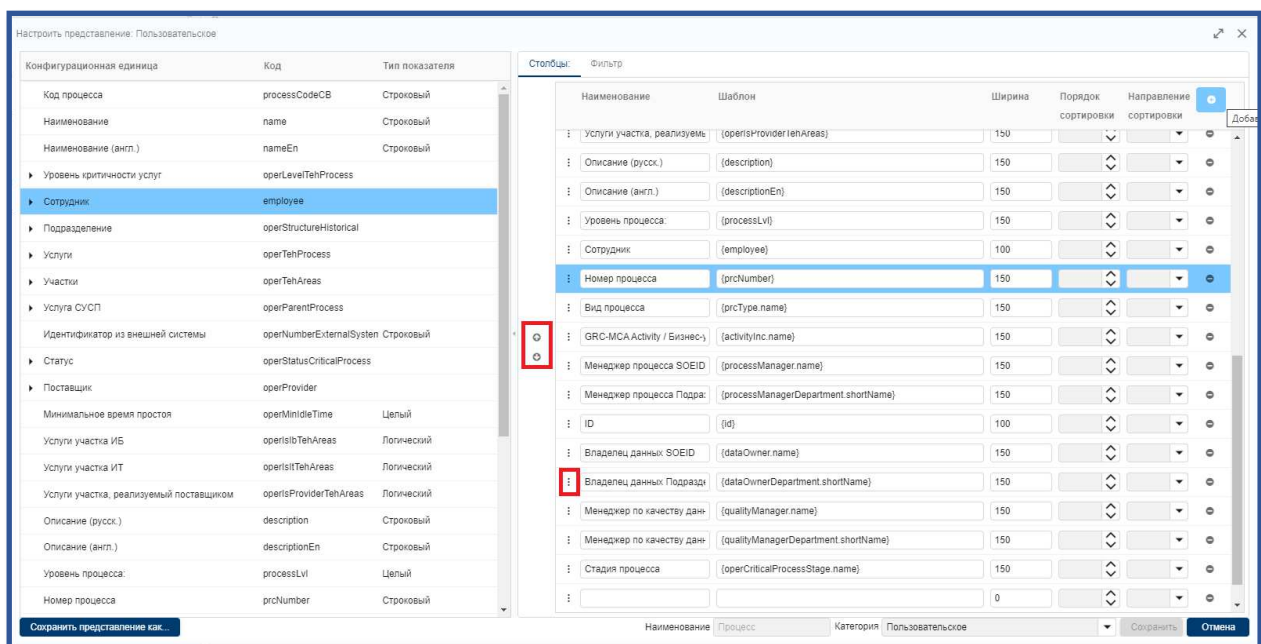 Настроить представление: Пользовательское
Конфигурационная единица Код Тип показателя
Код процесса processCodeCB Строковый
Наименование name Строковый
Наименование (англ.) nameEn Строковый
Уровень критичности услуг operLevelTehProcess
Сотрудник employee
Подразделение operStructureHistorical
Услуги operTehProcess
Участки operTehAreas
Услуга СУСП operParentProcess
Идентификатор из внешней системы operNumberExternalSysten Строковый
Статус operStatusCriticalProcess
Поставщик operProvider
Минимальное время простоя operMinIdleTime Целый
Услуги участка ИБ operIsIbTehAreas Логический
Услуги участка ИТ operIsItTehAreas Логический
Услуги участка, реализуемый поставщиком operIsProviderTehAreas Логический
Описание (русск.) description Строковый
Описание (англ.) descriptionEn Строковый
Уровень процесса: processLvl Целый
Номер процесса prcNumber Строковый
Столбцы: Фильтр
Наименование Шаблон Ширина Порядок сортировки Направление сортировки
Добав
Услуги участка, реализуемы {operIsProviderTehAreas} 150
Описание (русск.) {description} 150
Описание (англ.) {descriptionEn} 150
Уровень процесса: {processLvl} 150
Сотрудник {employee} 100
Номер процесса {prcNumber} 150
Вид процесса {prcType.name} 150
GRC-MCA Activity / Бизнес-у {activityInc.name} 150
Менеджер процесса SOEID {processManager.name} 150
Менеджер процесса Подра: {processManagerDepartment.shortName} 150
ID {id} 100
Владелец данных SOEID {dataOwner.name} 150
Владелец данных Подразде {dataOwnerDepartment.shortName} 150
Менеджер по качеству данн {qualityManager.name} 150
Менеджер по качеству данн {qualityManagerDepartment.shortName} 150
Стадия процесса {operCriticalProcessStage.name} 150
0
Сохранить представление как... Наименование Процесс Категория Пользовательское Сохранить Отмена